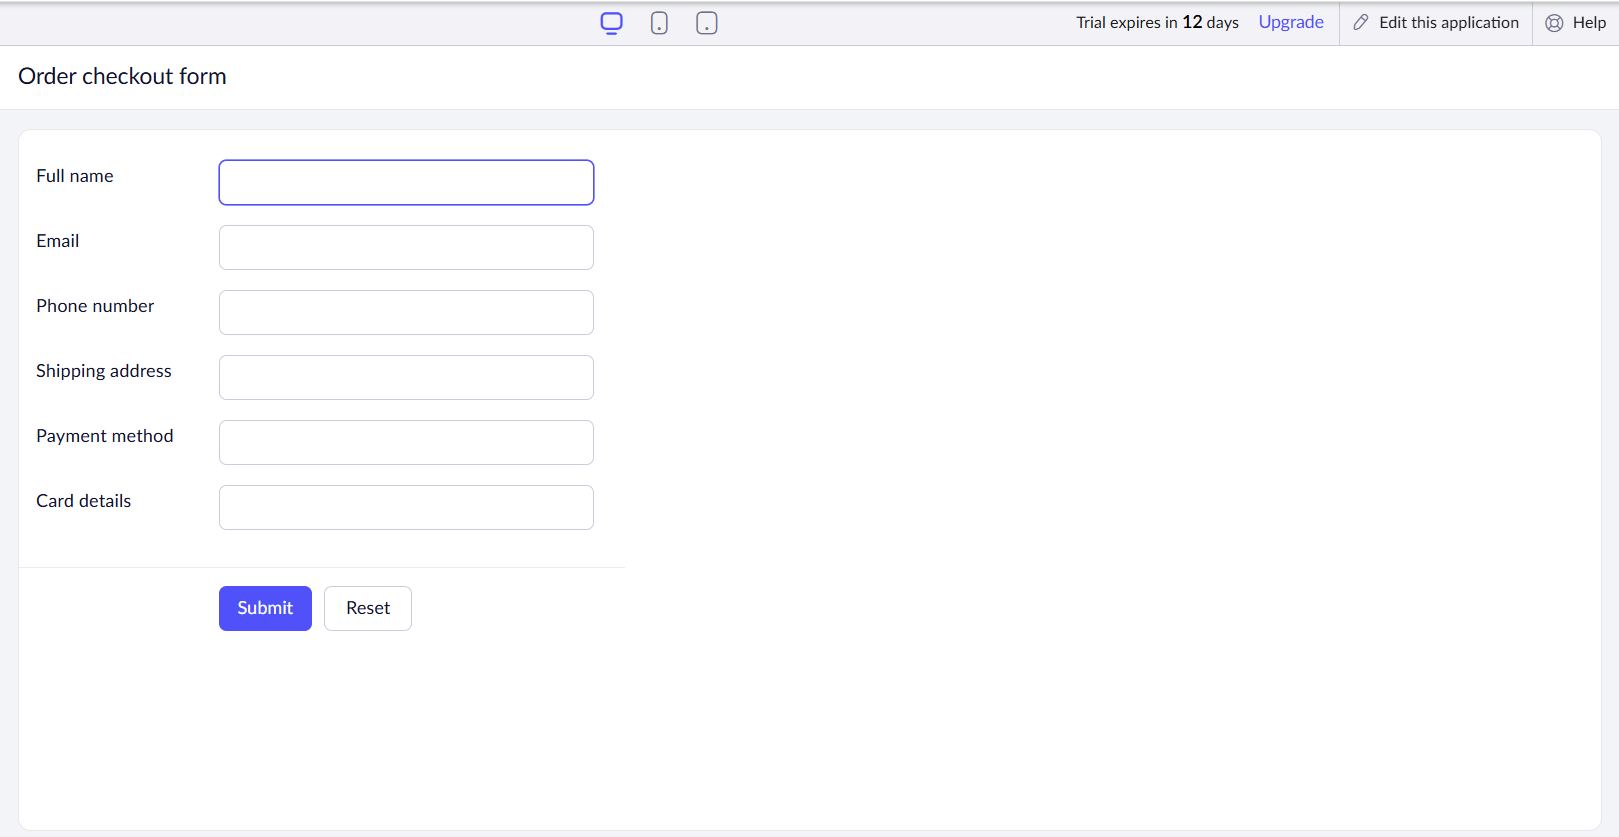 Trial expires in 12 days Upgrade Edit this application Help
Order checkout form
Full name
Email
Phone number
Shipping address
Payment method
Card details
Submit Reset